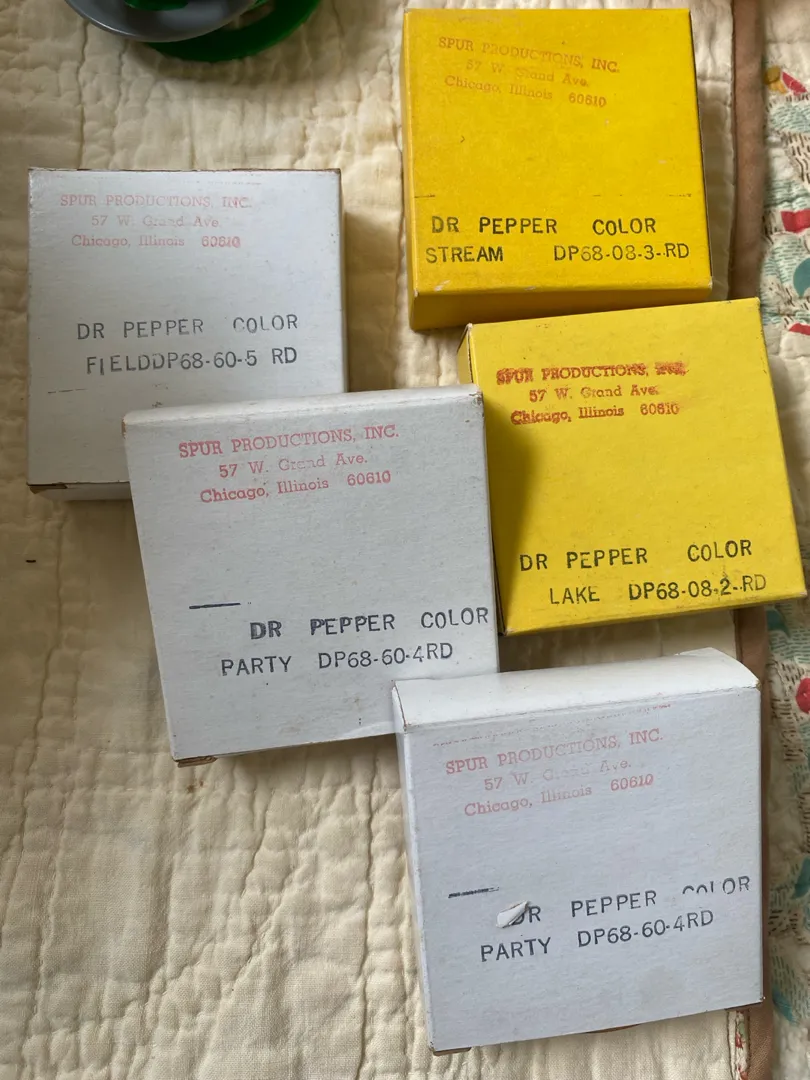 SPUR PRODUCTIONS, INC.
57 W. Grand Ave.
Chicago, Illinois 60610
DR PEPPER COLOR
STREAM DP68-08-3-RD
SPUR PRODUCTIONS, INC.
57 W. Grand Ave.
Chicago, Illinois 60610
DR PEPPER COLOR
FIELDDP68-60-5 RD
SPUR PRODUCTIONS, INC.
57 W. Grand Ave.
Chicago, Illinois 60610
DR PEPPER COLOR
LAKE DP68-08-2-RD
SPUR PRODUCTIONS, INC.
57 W. Grand Ave.
Chicago, Illinois 60610
DR PEPPER COLOR
PARTY DP68-60-4RD
SPUR PRODUCTIONS, INC.
57 W. Grand Ave.
Chicago, Illinois 60610
DR PEPPER COLOR
PARTY DP68-60-4RD